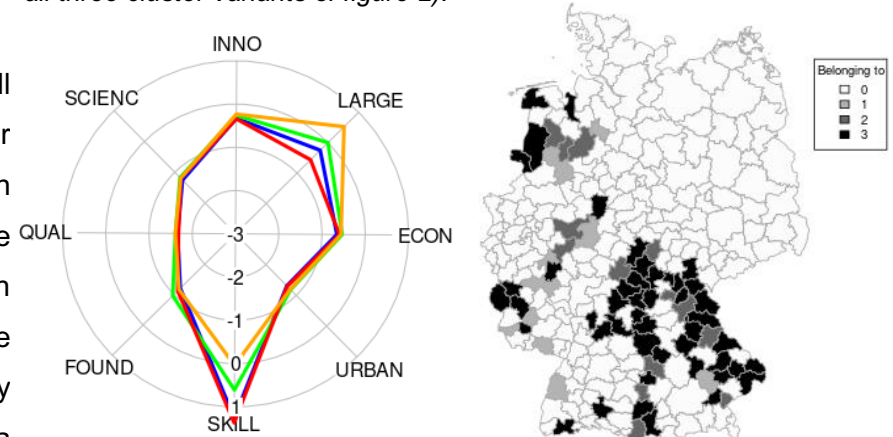 all three cluster variants of figure 2).
ll
r
n
e
n
e
y
INNO
LARGE
ECON
URBAN
SKILL
FOUND
QUAL
SCIENC
-3
-2
-1
0
1
Belonging to
0
1
2
3